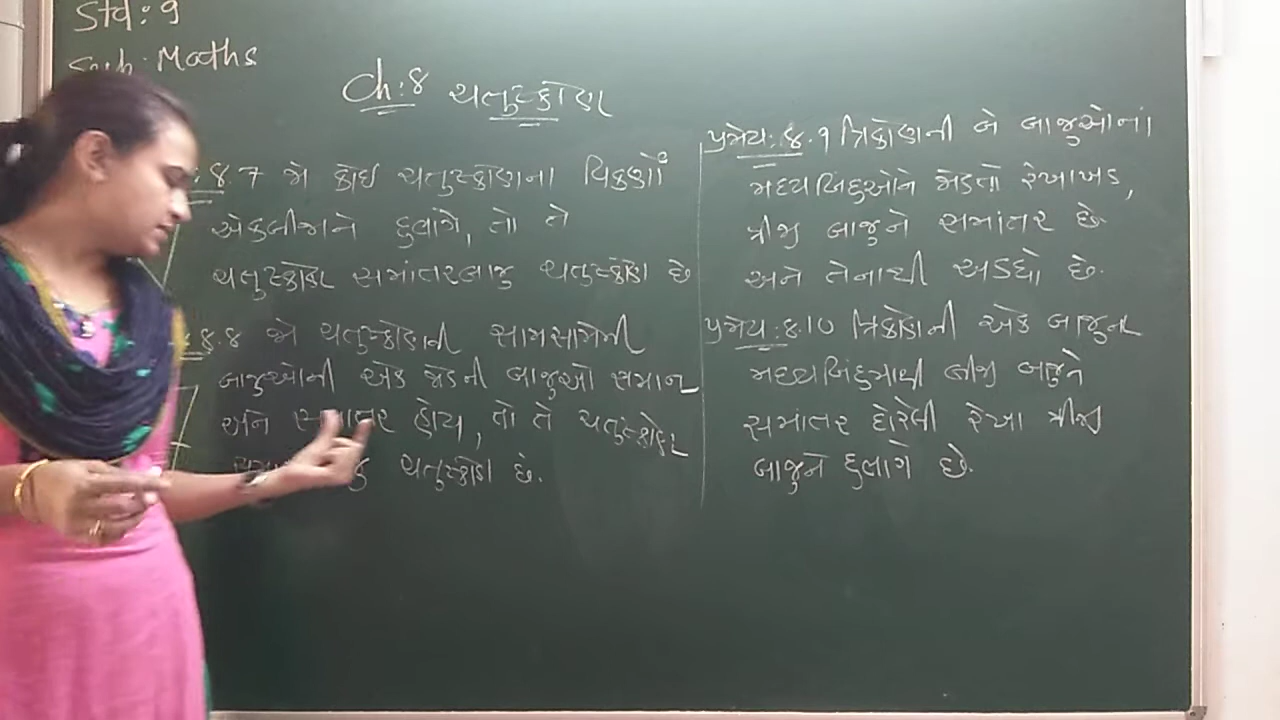 Std: 9
Sub: Maths
Ch: 8 ચતુષ્કોણ
: 8.7 જો કોઈ ચતુષ્કોણના વિકર્ણો
એકબીજાને દુભાગે, તો તે
ચતુષ્કોણ સમાંતરબાજુ ચતુષ્કોણ છે
: 8.8 જો ચતુષ્કોણની સામસામેની
બાજુઓની એક જોડની બાજુઓ સમાન
અને સમાંતર હોય, તો તે ચતુષ્કોણ
ચતુષ્કોણ છે.
પ્રમેય: 8.9 ત્રિકોણની બે બાજુઓનાં
મધ્યબિંદુઓને જોડતો રેખાખંડ,
ત્રીજી બાજુને સમાંતર છે
અને તેનાથી અડધો છે.
પ્રમેય: 8.10 ત્રિકોણની એક બાજુના
મધ્યબિંદુમાથી બીજી બાજુને
સમાંતર દોરેલી રેખા ત્રીજી
બાજુને દુભાગે છે.